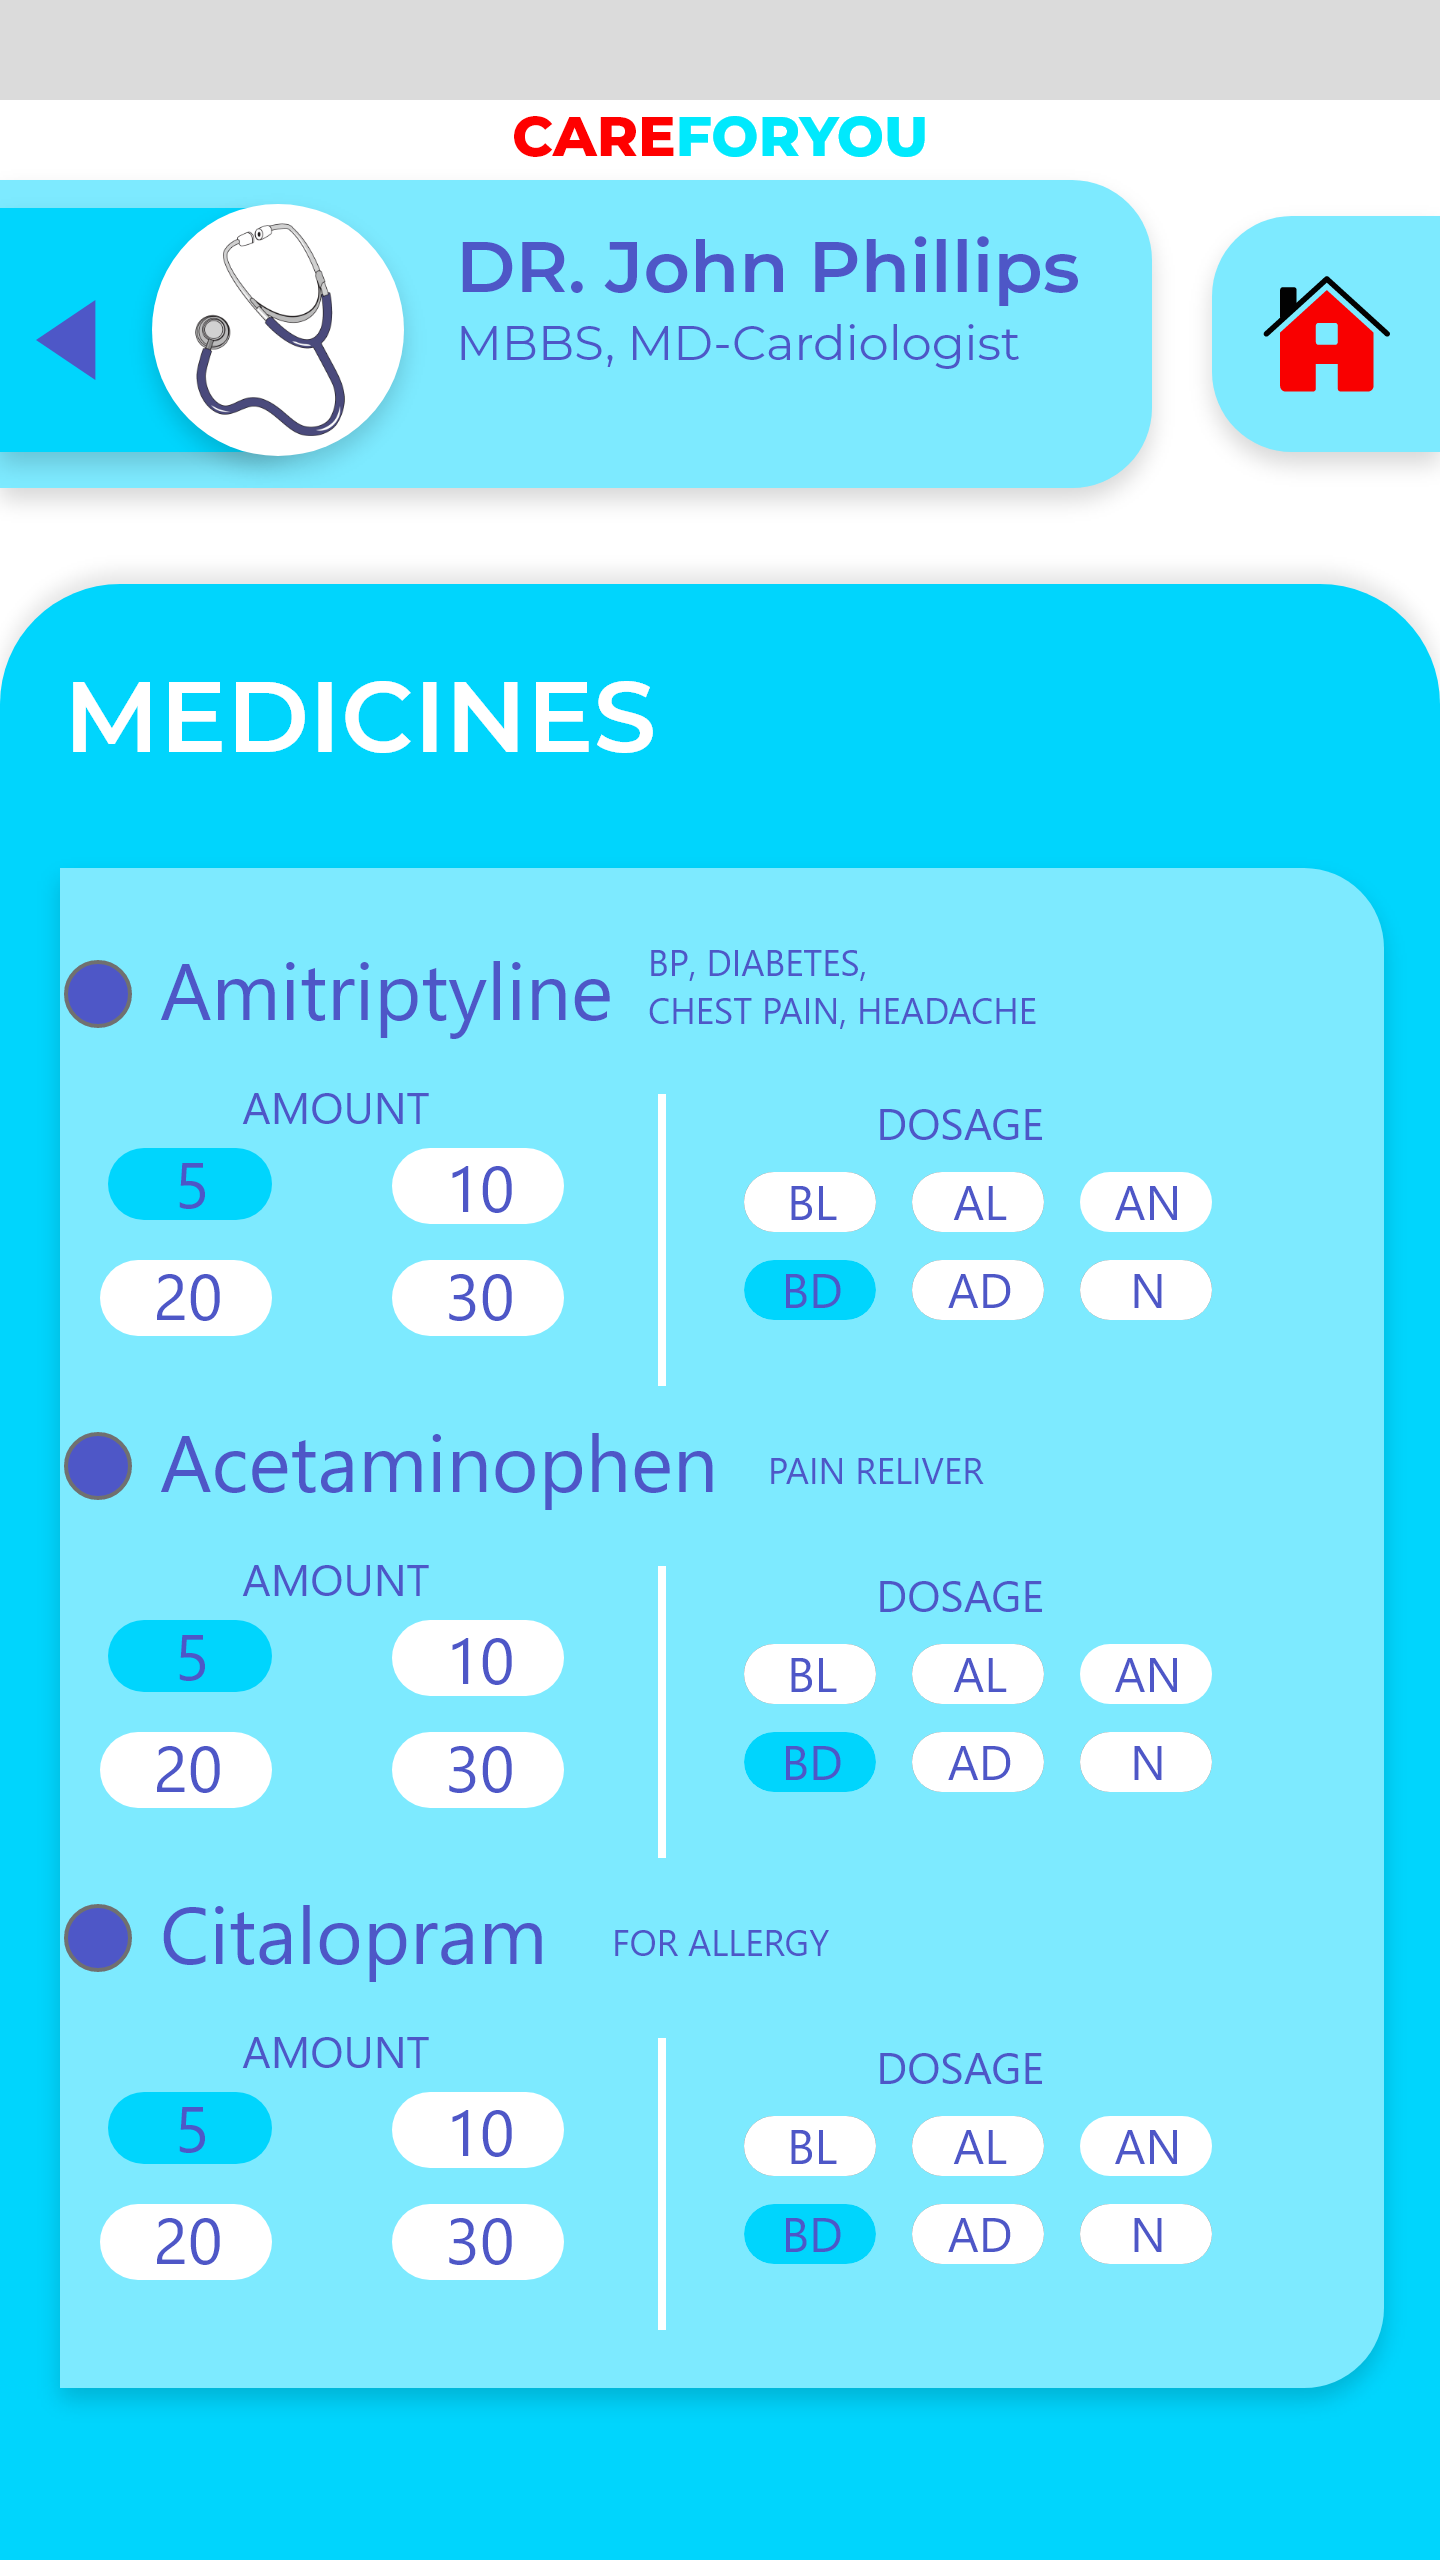 CAREFORYOU
DR. John Phillips
MBBS, MD-Cardiologist
MEDICINES
Amitriptyline
BP, DIABETES,
CHEST PAIN, HEADACHE
AMOUNT
DOSAGE
5 10
BL AL AN
20 30
BD AD N
Acetaminophen
PAIN RELIVER
AMOUNT
DOSAGE
5 10
BL AL AN
20 30
BD AD N
Citalopram
FOR ALLERGY
AMOUNT
DOSAGE
5 10
BL AL AN
20 30
BD AD N